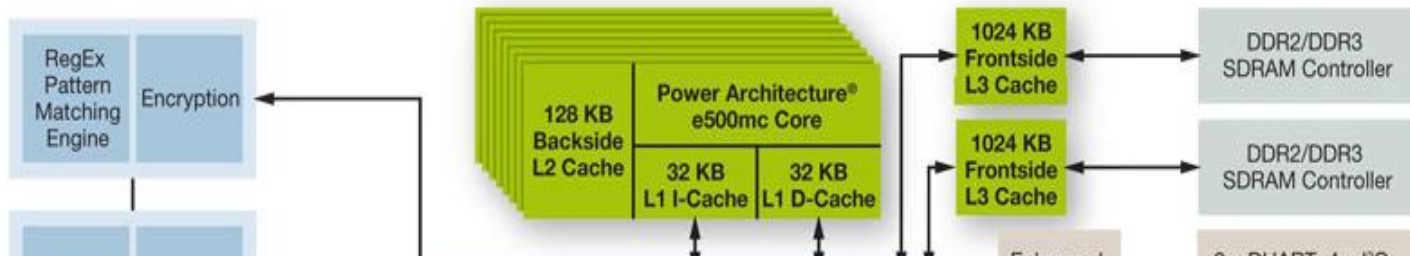 RegEx
Pattern
Matching
Engine
Encryption
128 KB
Backside
L2 Cache
Power Architecture®
e500mc Core
32 KB
L1 I-Cache
32 KB
L1 D-Cache
1024 KB
Frontside
L3 Cache
DDR2/DDR3
SDRAM Controller
1024 KB
Frontside
L3 Cache
DDR2/DDR3
SDRAM Controller